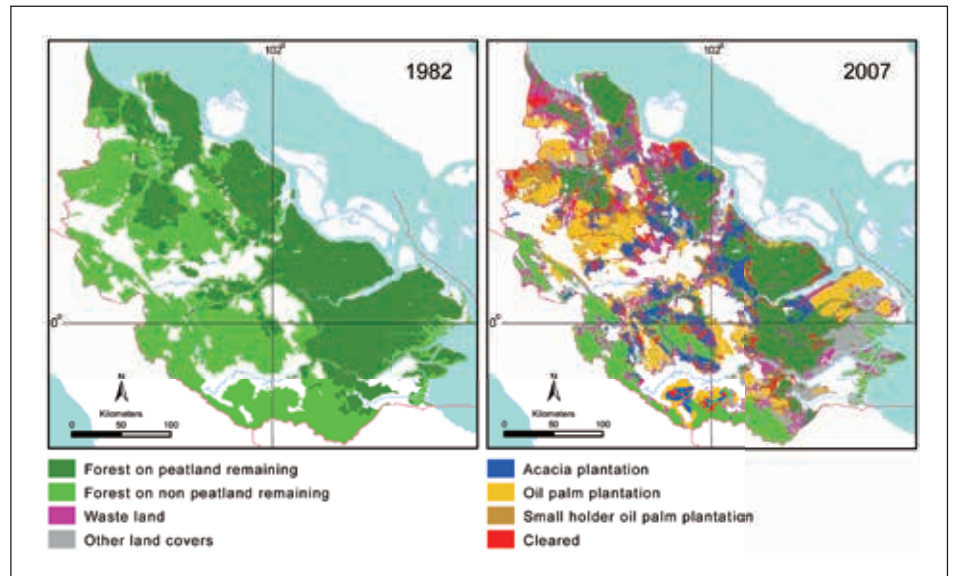 102°
1982
0°
N
Kilometers
0 50 100
102°
2007
0°
N
Kilometers
0 50 100
Forest on peatland remaining
Forest on non peatland remaining
Waste land
Other land covers
Acacia plantation
Oil palm plantation
Small holder oil palm plantation
Cleared